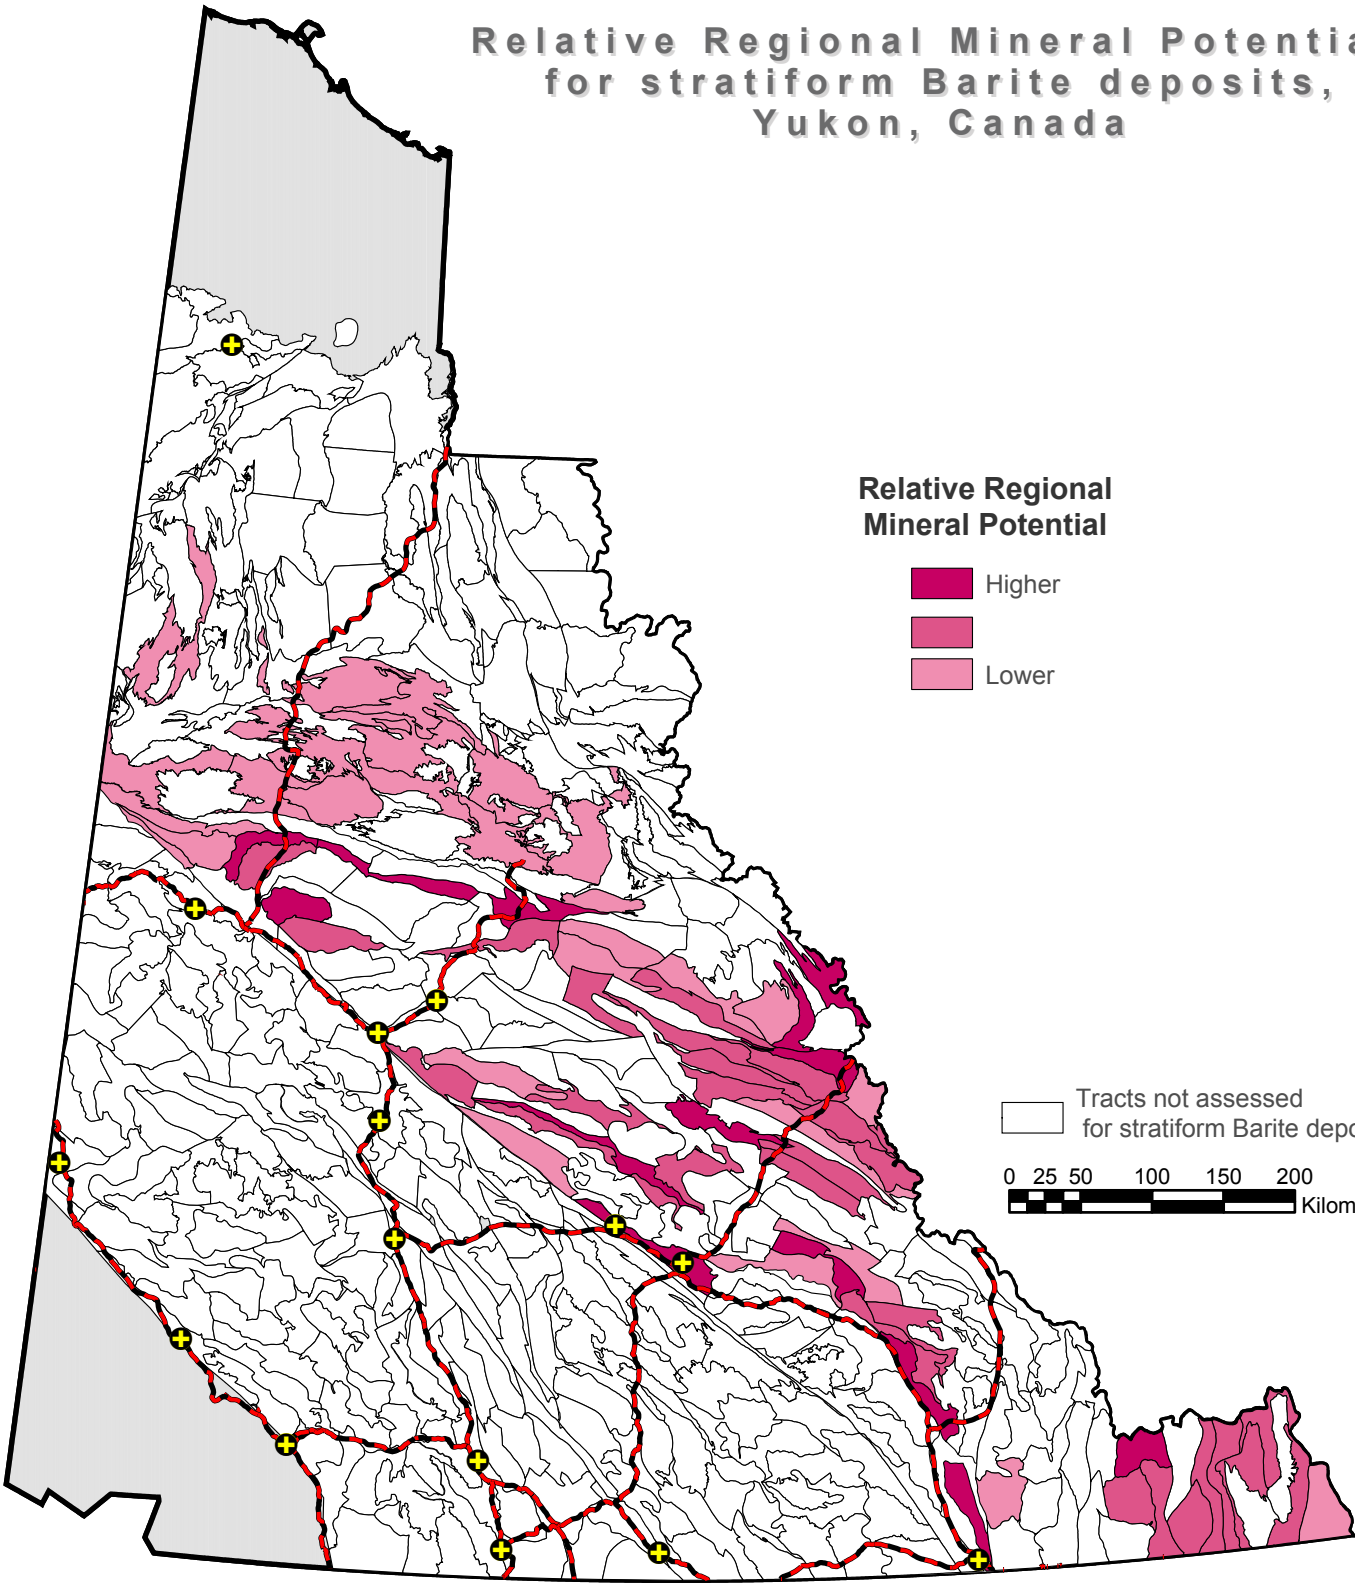 Relative Regional Mineral Potentia
for stratiform Barite deposits,
Yukon, Canada
Relative Regional
Mineral Potential
Higher
Lower
Tracts not assessed
for stratiform Barite depo
0 25 50 100 150 200
Kilom